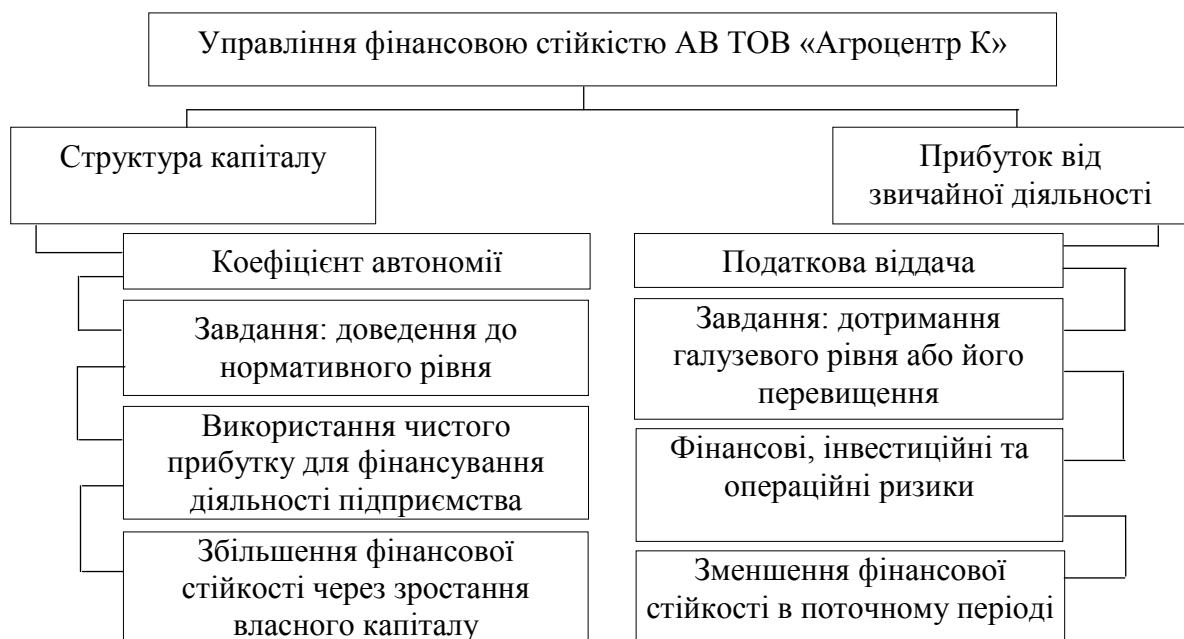 Управління фінансовою стійкістю АВ ТОВ «Агроцентр К»
Структура капіталу
Прибуток від
звичайної діяльності
Коефіцієнт автономії
Завдання: доведення до
нормативного рівня
Використання чистого
прибутку для фінансування
діяльності підприємства
Збільшення фінансової
стійкості через зростання
власного капіталу
Податкова віддача
Завдання: дотримання
галузевого рівня або його
перевищення
Фінансові, інвестиційні та
операційні ризики
Зменшення фінансової
стійкості в поточному періоді